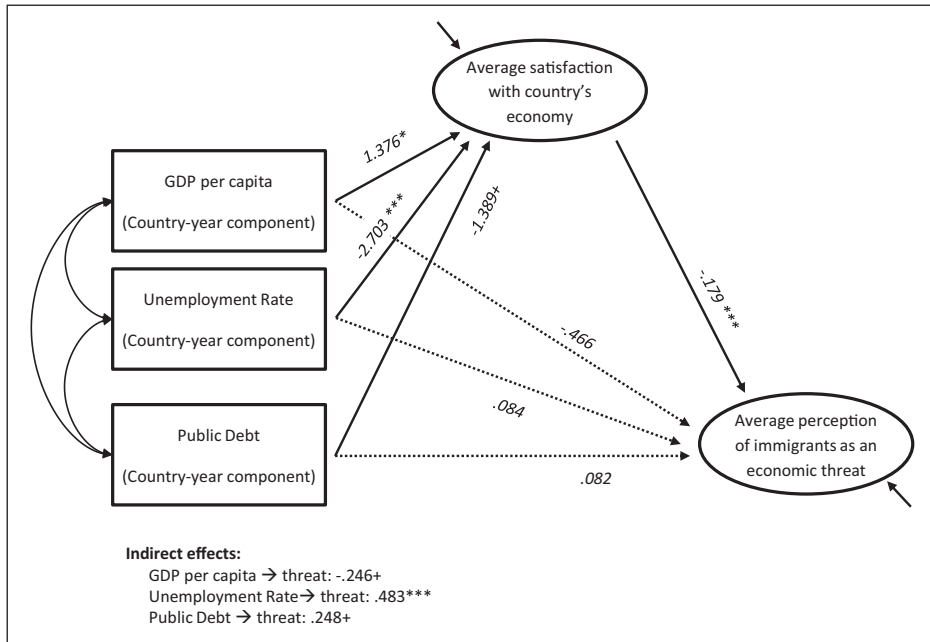 Average satisfaction
with country's
economy
GDP per capita
(Country-year component)
Unemployment Rate
(Country-year component)
Public Debt
(Country-year component)
1.376*
-2.703 ***
-1.389+
-.179 ***
-.466
.084
.082
Average perception
of immigrants as an
economic threat
Indirect effects:
GDP per capita → threat: -.246+
Unemployment Rate→ threat: .483***
Public Debt → threat: .248+